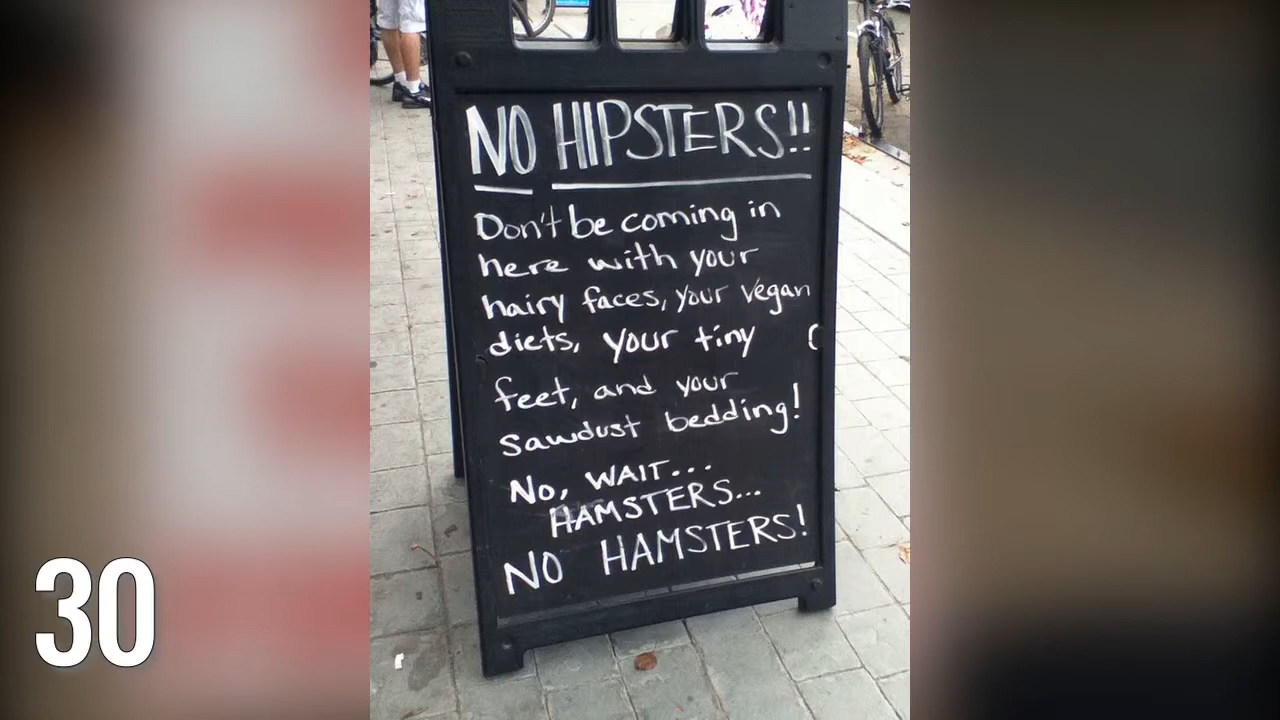 NO HIPSTERS!!
Don't be coming in
here with your
hairy faces, your vegan
diets, your tiny
feet, and your
sawdust bedding!
No, WAIT...
HAMSTERS...
NO HAMSTERS!
30